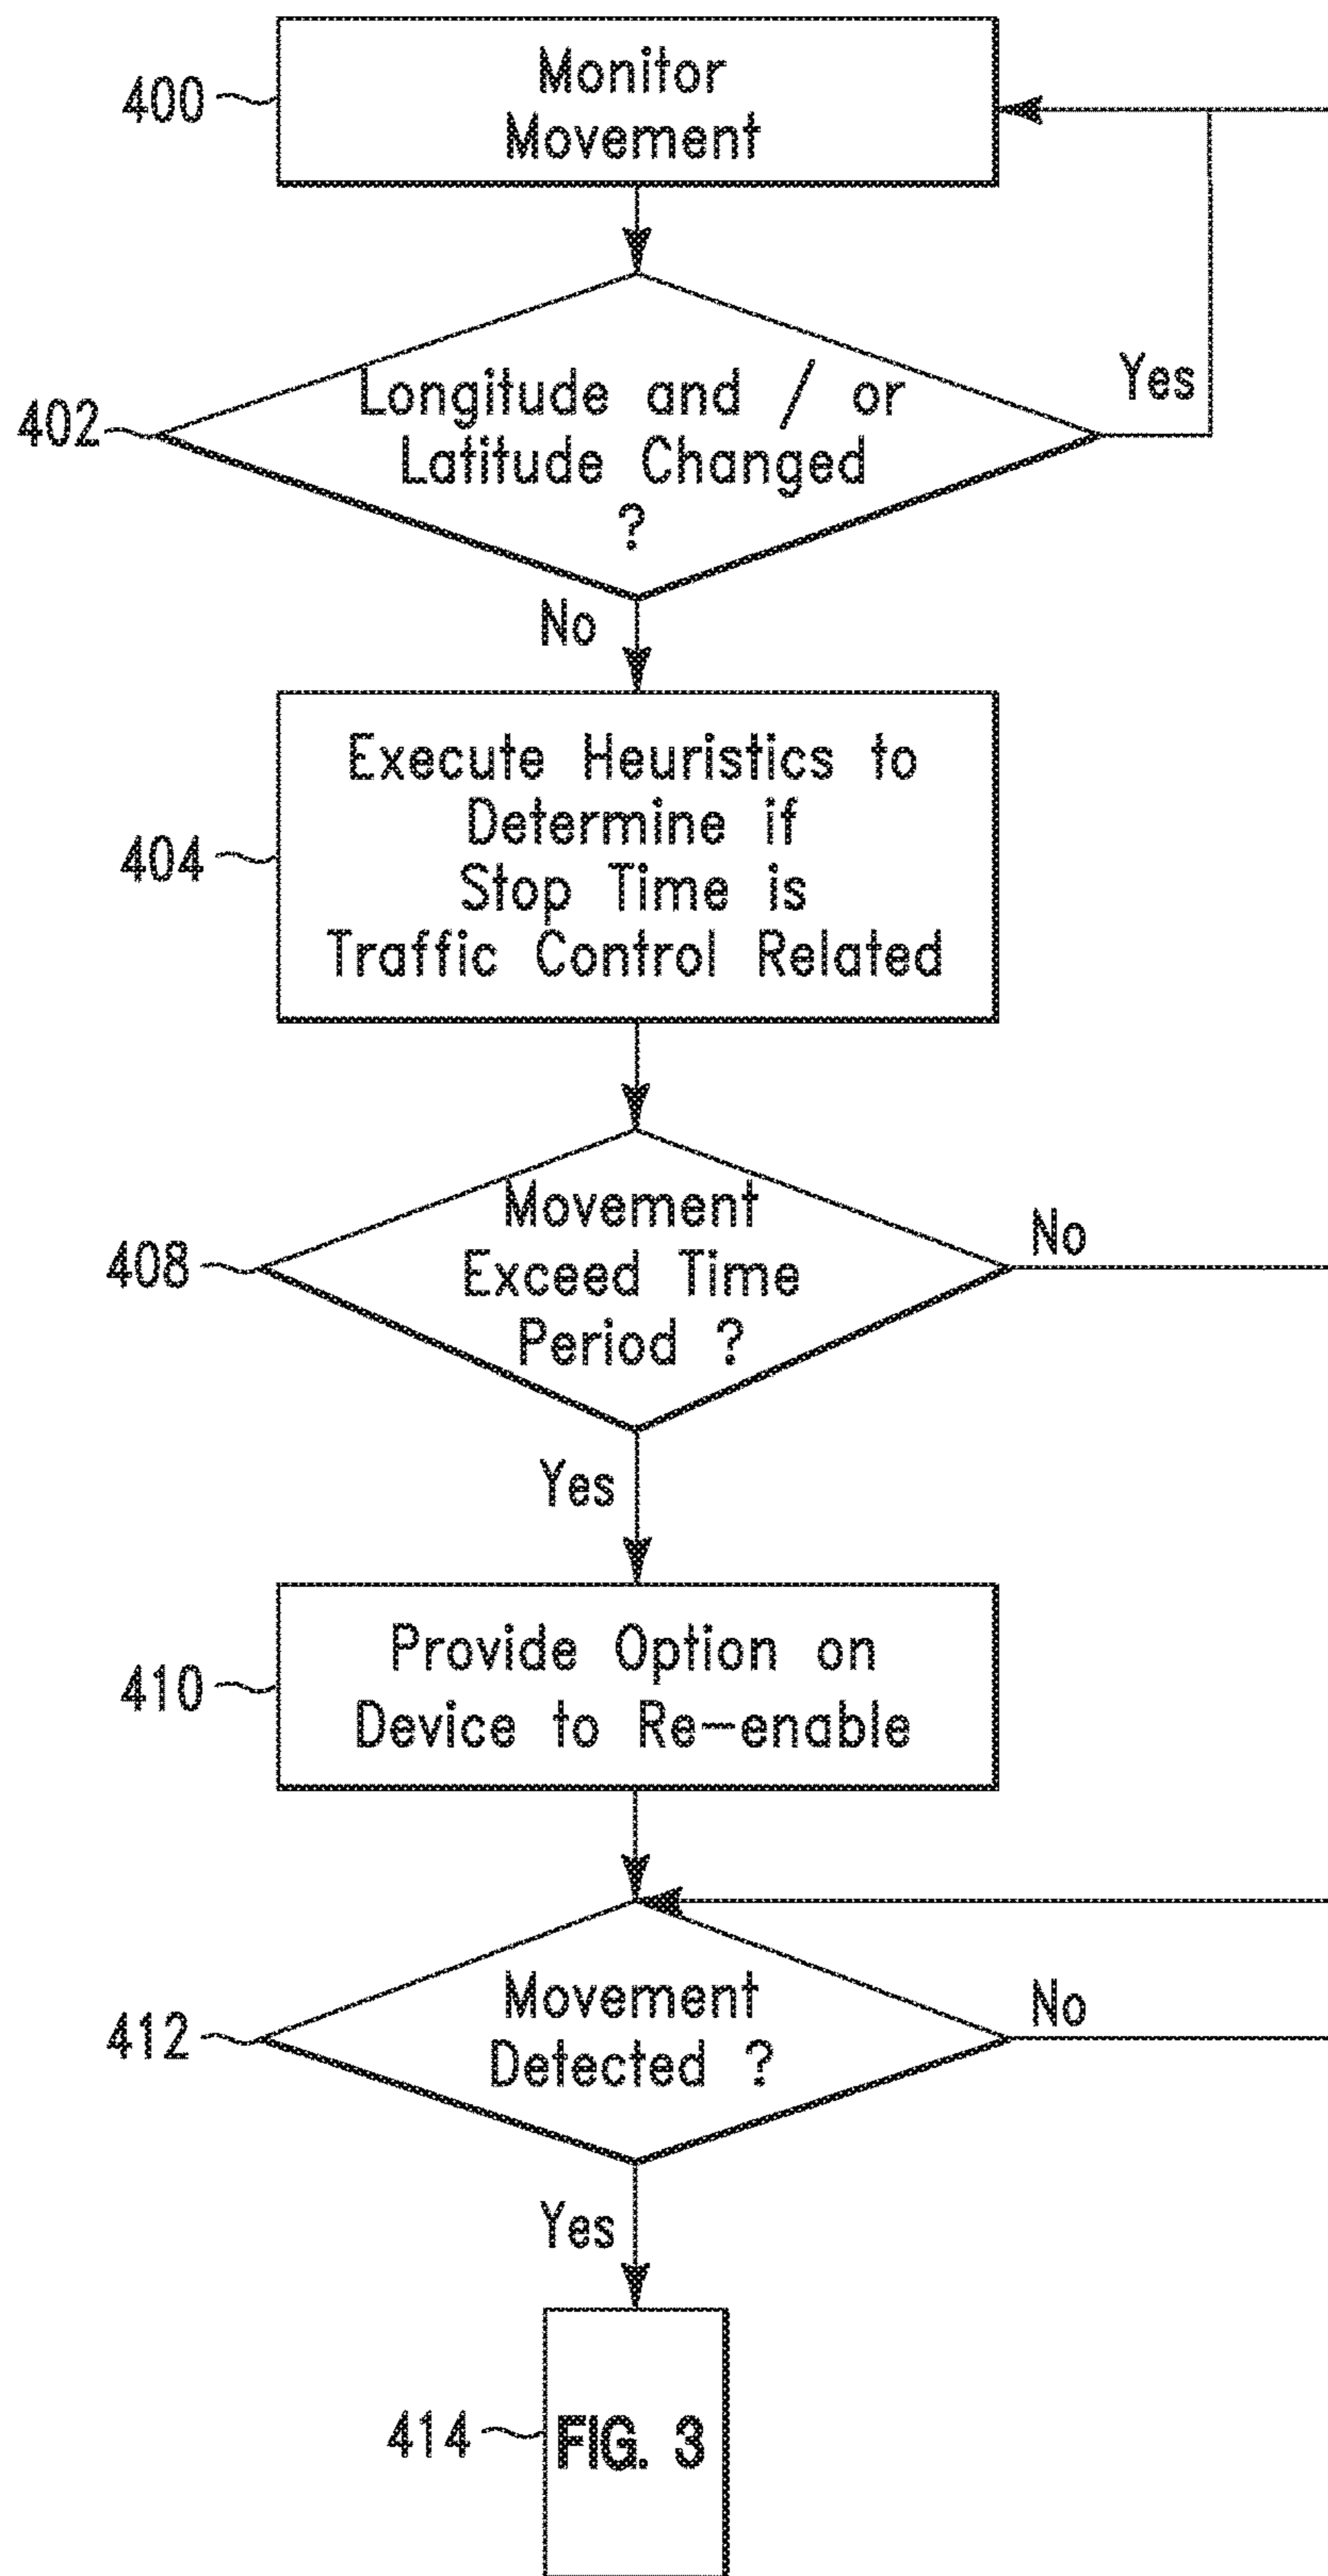 400
Monitor
Movement
402
Longitude and / or
Latitude Changed
?
Yes
No
404
Execute Heuristics to
Determine if
Stop Time is
Traffic Control Related
408
Movement
Exceed Time
Period ?
No
Yes
410
Provide Option on
Device to Re-enable
412
Movement
Detected ?
No
Yes
414
FIG. 3